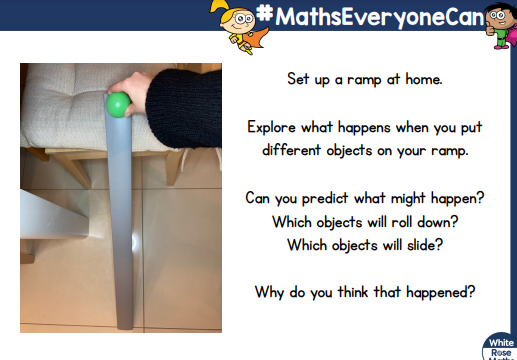 #MathsEveryoneCan
Set up a ramp at home.
Explore what happens when you put
different objects on your ramp.
Can you predict what might happen?
Which objects will roll down?
Which objects will slide?
Why do you think that happened?
White
Rose
Maths